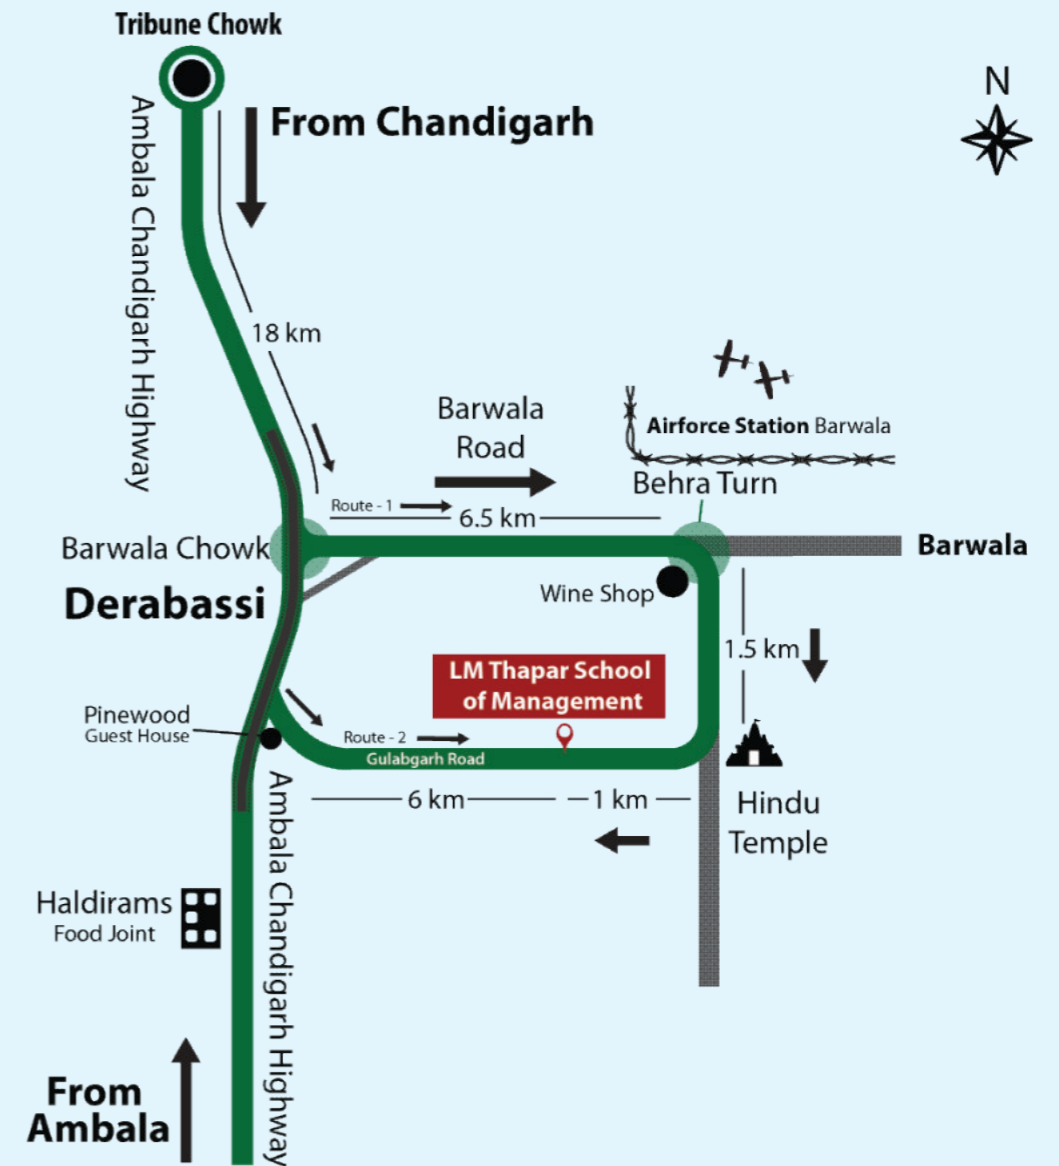 Tribune Chowk
N
From Chandigarh
Ambala Chandigarh Highway
18 km
Barwala
Road
Airforce Station Barwala
Behra Turn
Route - 1
6.5 km
Barwala Chowk
Barwala
Derabassi
Wine Shop
1.5 km
LM Thapar School
of Management
Pinewood
Guest House
Route - 2
Gulabgarh Road
6 km
1 km
Hindu
Temple
Ambala Chandigarh Highway
Haldirams
Food Joint
From
Ambala